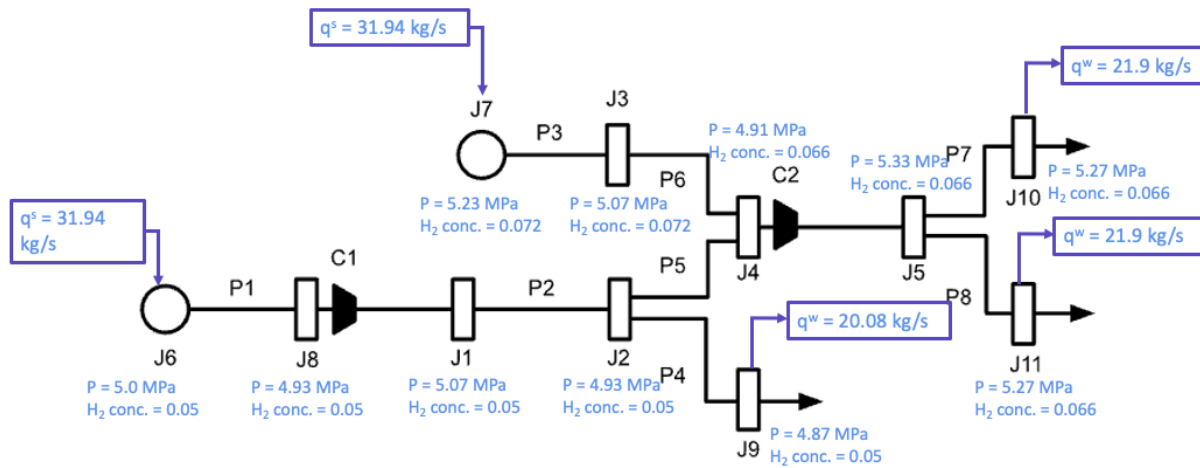 qˢ = 31.94 kg/s
J7
P3
J3
qʷ = 21.9 kg/s
P = 4.91 MPa
H₂ conc. = 0.066
C2
P = 5.33 MPa
H₂ conc. = 0.066
P7
J10
P = 5.27 MPa
H₂ conc. = 0.066
P = 5.23 MPa
H₂ conc. = 0.072
P = 5.07 MPa
H₂ conc. = 0.072
P6
qˢ = 31.94
kg/s
J4
J5
qʷ = 21.9 kg/s
P1
C1
P2
P5
P8
qʷ = 20.08 kg/s
J6
J8
J1
J2
P4
J11
P = 5.0 MPa
H₂ conc. = 0.05
P = 4.93 MPa
H₂ conc. = 0.05
P = 5.07 MPa
H₂ conc. = 0.05
P = 4.93 MPa
H₂ conc. = 0.05
P = 5.27 MPa
H₂ conc. = 0.066
J9
P = 4.87 MPa
H₂ conc. = 0.05